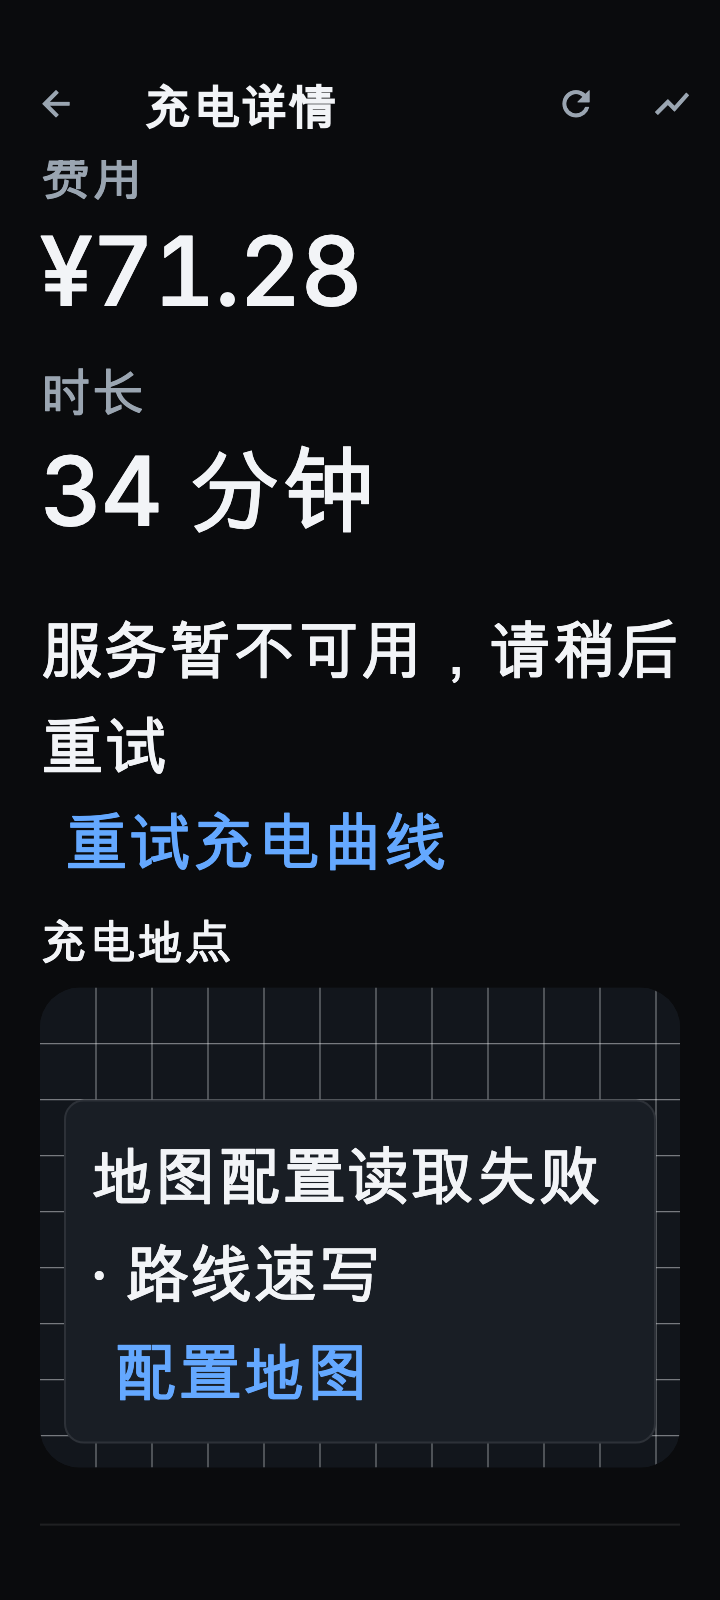 充电详情
费用
¥71.28
时长
34 分钟
服务暂不可用，请稍后
重试
重试充电曲线
充电地点
地图配置读取失败
· 路线速写
配置地图